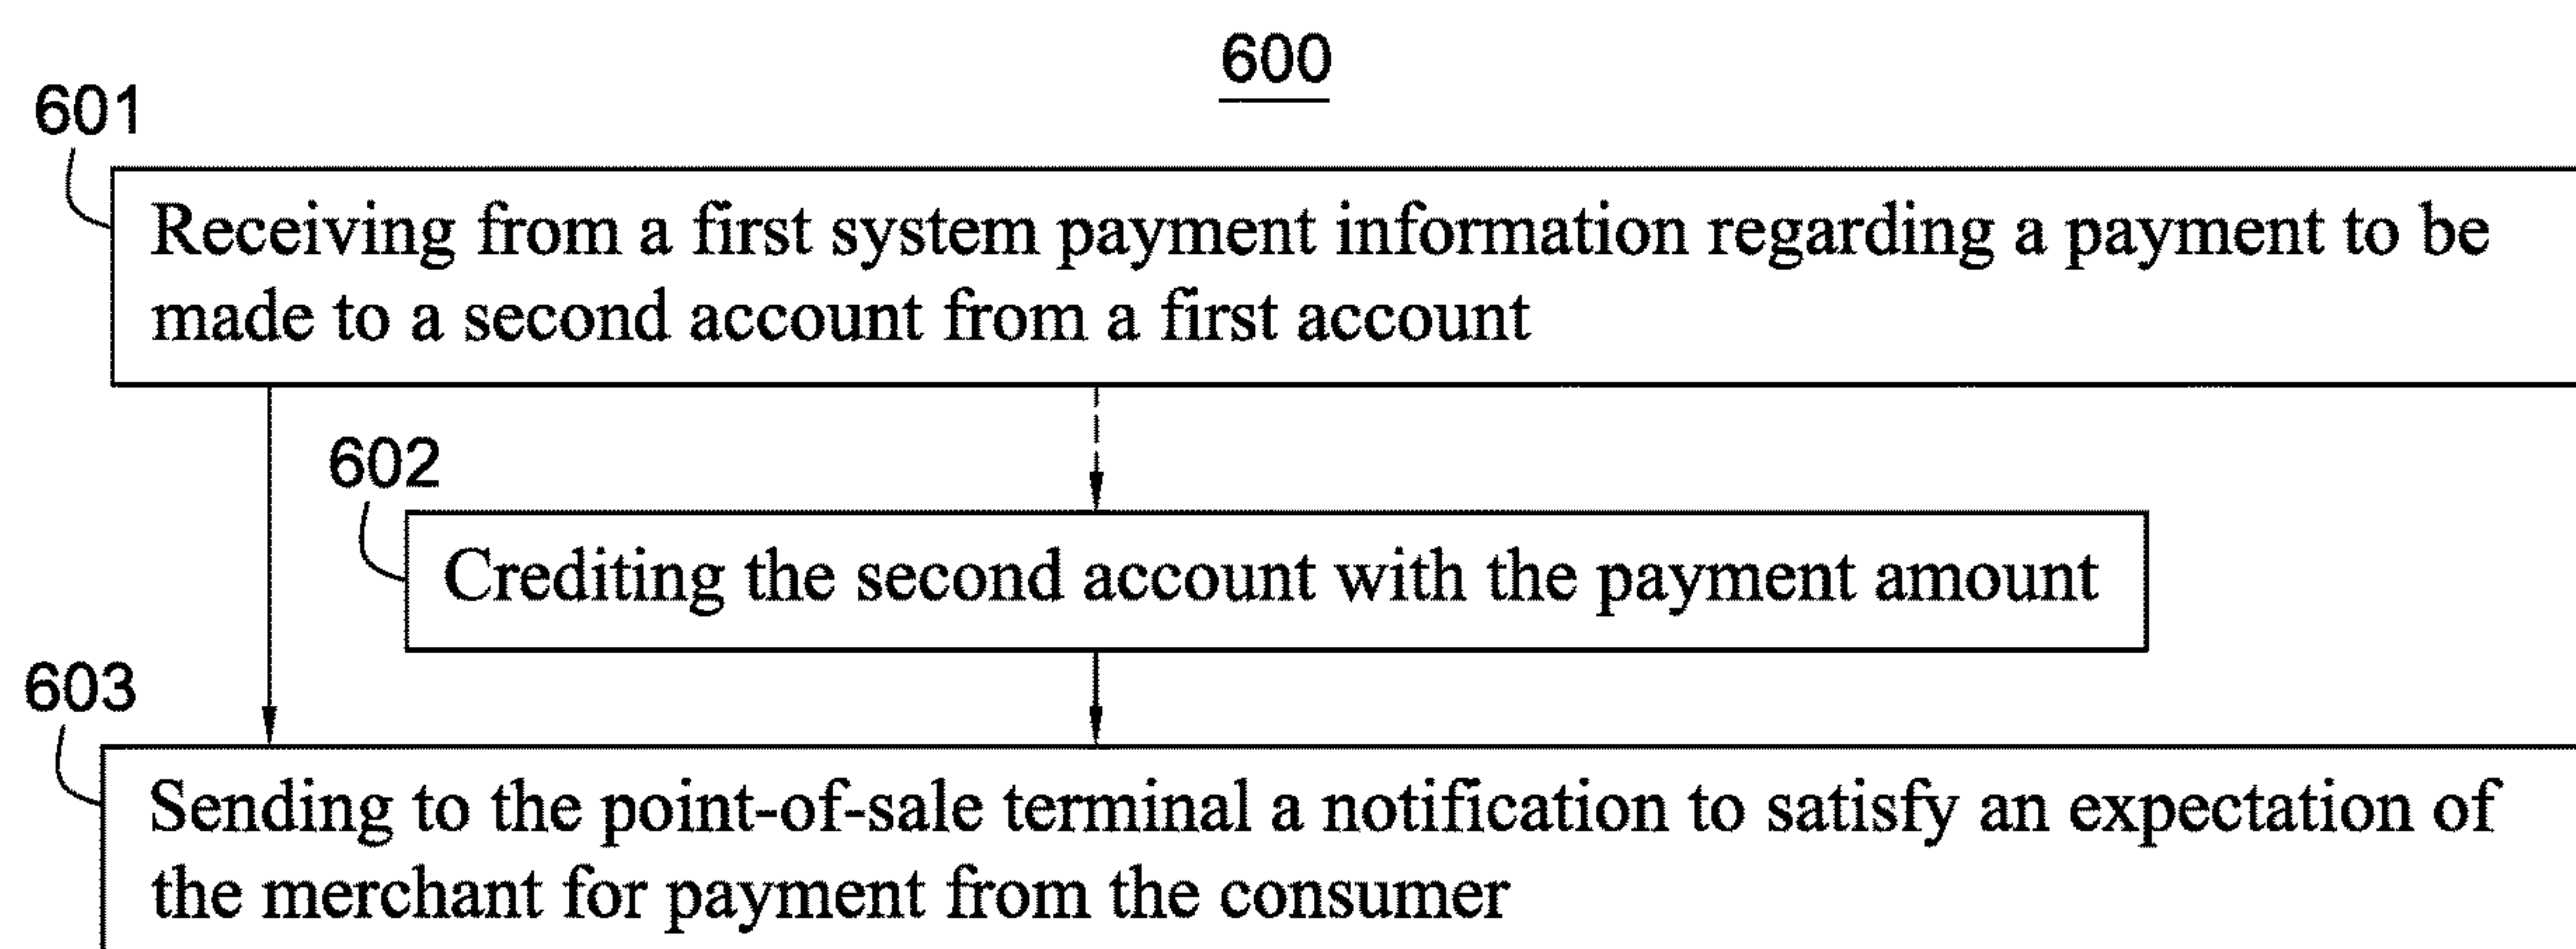 600
601
Receiving from a first system payment information regarding a payment to be
made to a second account from a first account
602
Crediting the second account with the payment amount
603
Sending to the point-of-sale terminal a notification to satisfy an expectation of
the merchant for payment from the consumer